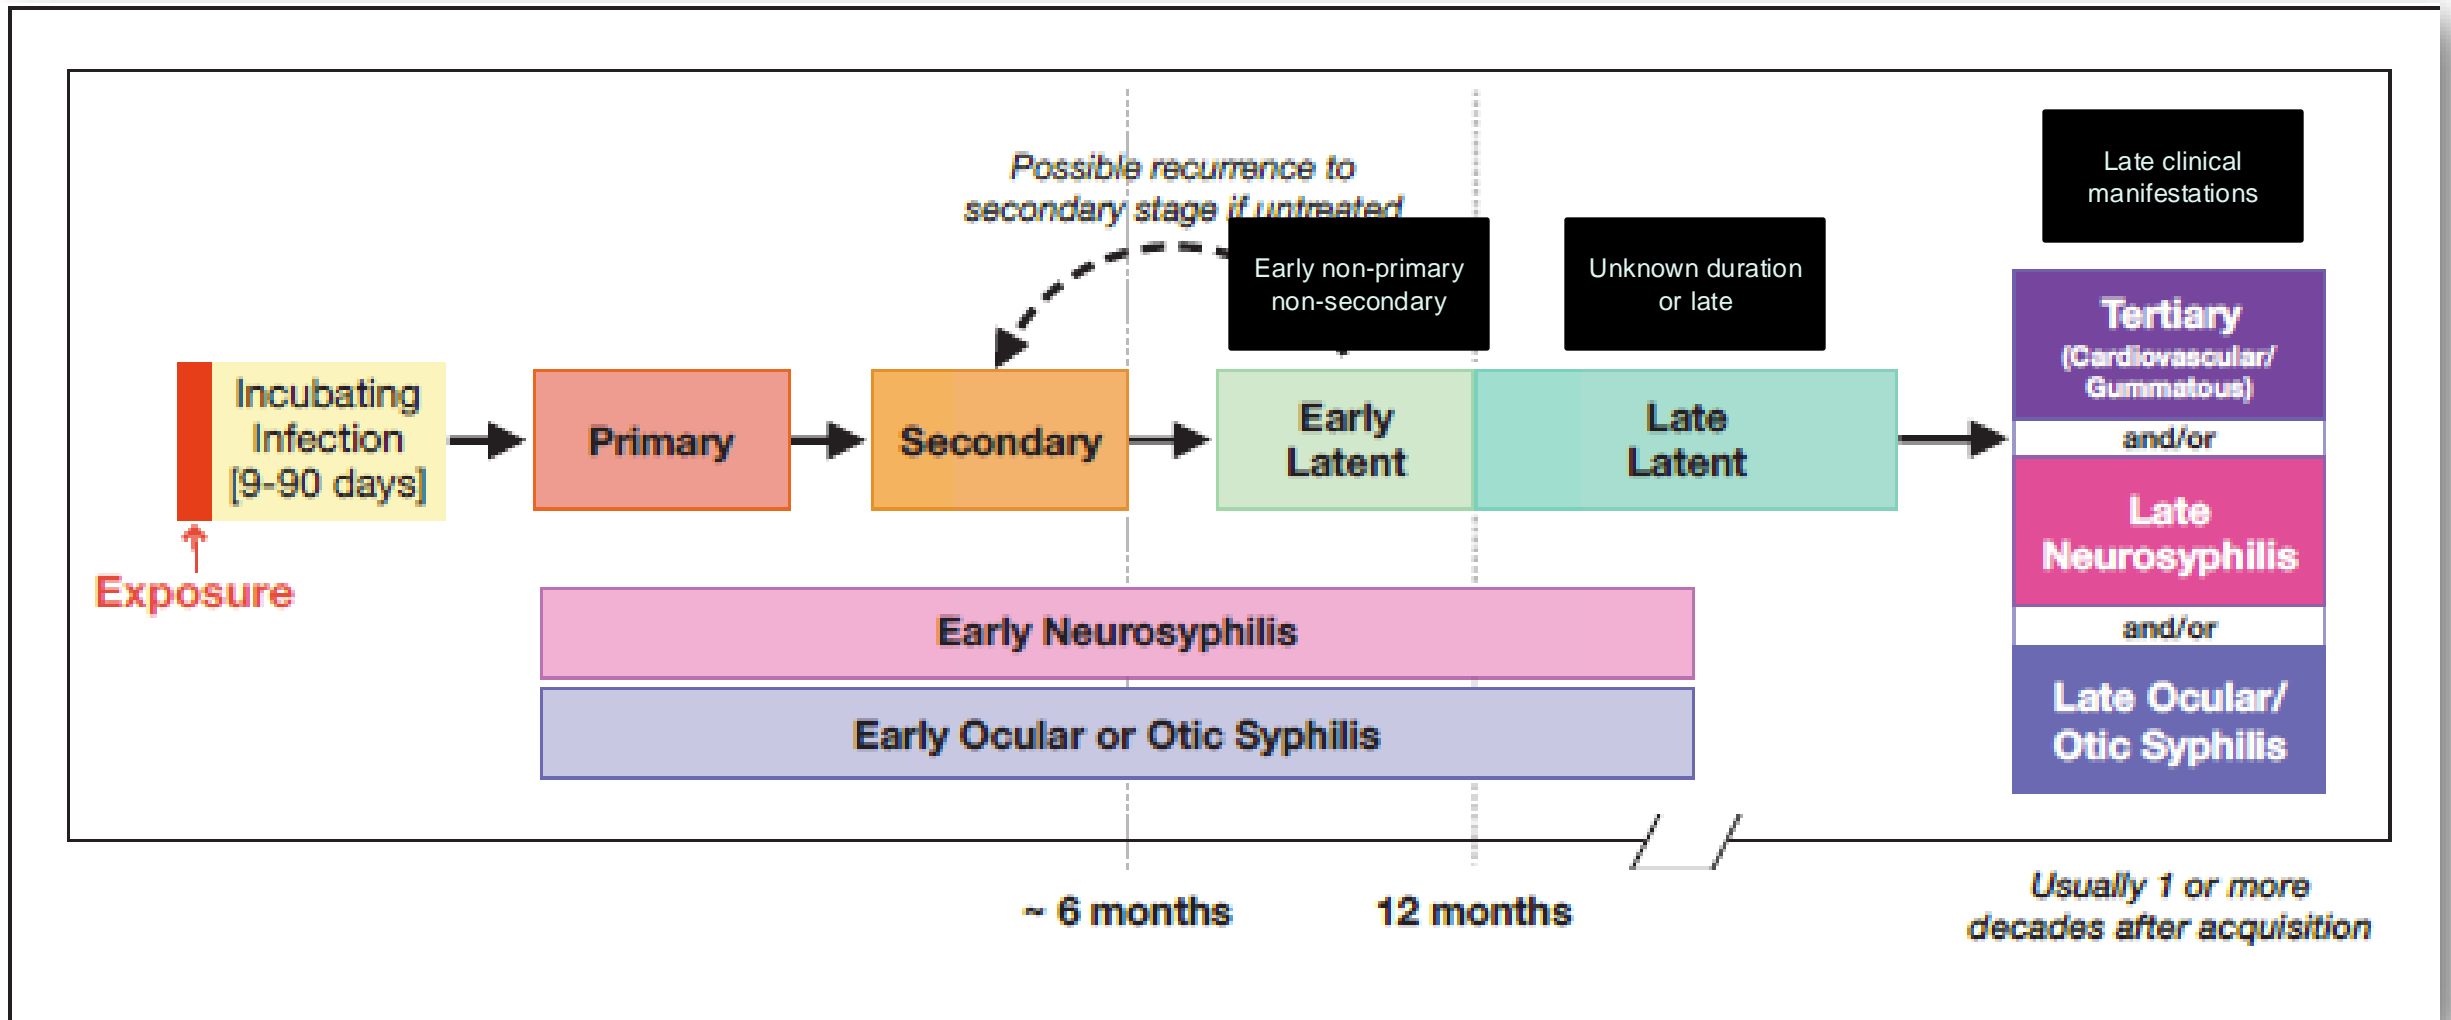 Possible recurrence to
secondary stage if untreated
Late clinical
manifestations
Early non-primary
non-secondary
Unknown duration
or late
Incubating
Infection
[9-90 days]
Exposure
Primary
Secondary
Early
Latent
Late
Latent
Tertiary
(Cardiovascular/
Gummatous)
and/or
Late
Neurosyphilis
and/or
Late Ocular/
Otic Syphilis
Early Neurosyphilis
Early Ocular or Otic Syphilis
~ 6 months
12 months
Usually 1 or more
decades after acquisition